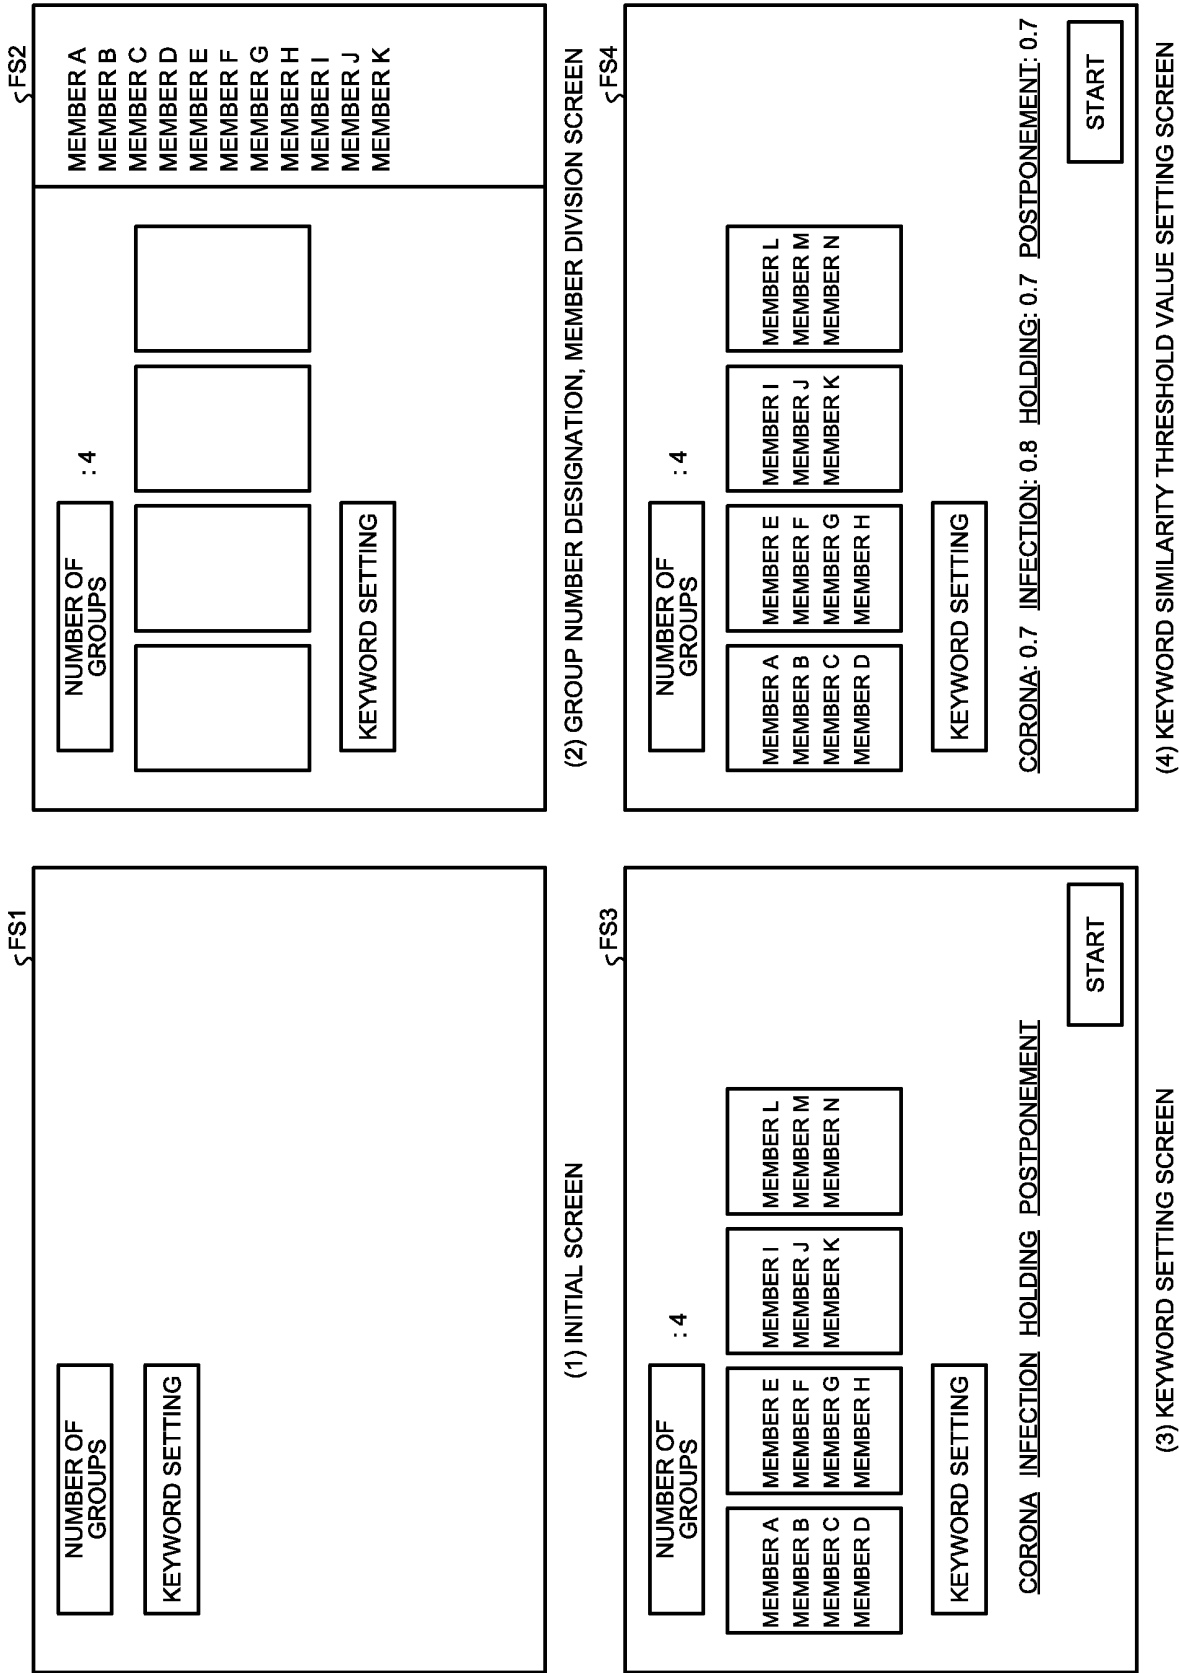 FS1
NUMBER OF
GROUPS
KEYWORD SETTING
(1) INITIAL SCREEN
FS2
NUMBER OF
GROUPS
: 4
KEYWORD SETTING
MEMBER A
MEMBER B
MEMBER C
MEMBER D
MEMBER E
MEMBER F
MEMBER G
MEMBER H
MEMBER I
MEMBER J
MEMBER K
(2) GROUP NUMBER DESIGNATION, MEMBER DIVISION SCREEN
FS3
NUMBER OF
GROUPS
: 4
MEMBER A
MEMBER B
MEMBER C
MEMBER D
MEMBER E
MEMBER F
MEMBER G
MEMBER H
MEMBER I
MEMBER J
MEMBER K
MEMBER L
MEMBER M
MEMBER N
KEYWORD SETTING
CORONA INFECTION HOLDING POSTPONEMENT
START
(3) KEYWORD SETTING SCREEN
FS4
NUMBER OF
GROUPS
: 4
MEMBER A
MEMBER B
MEMBER C
MEMBER D
MEMBER E
MEMBER F
MEMBER G
MEMBER H
MEMBER I
MEMBER J
MEMBER K
MEMBER L
MEMBER M
MEMBER N
KEYWORD SETTING
CORONA: 0.7 INFECTION: 0.8 HOLDING: 0.7 POSTPONEMENT: 0.7
START
(4) KEYWORD SIMILARITY THRESHOLD VALUE SETTING SCREEN